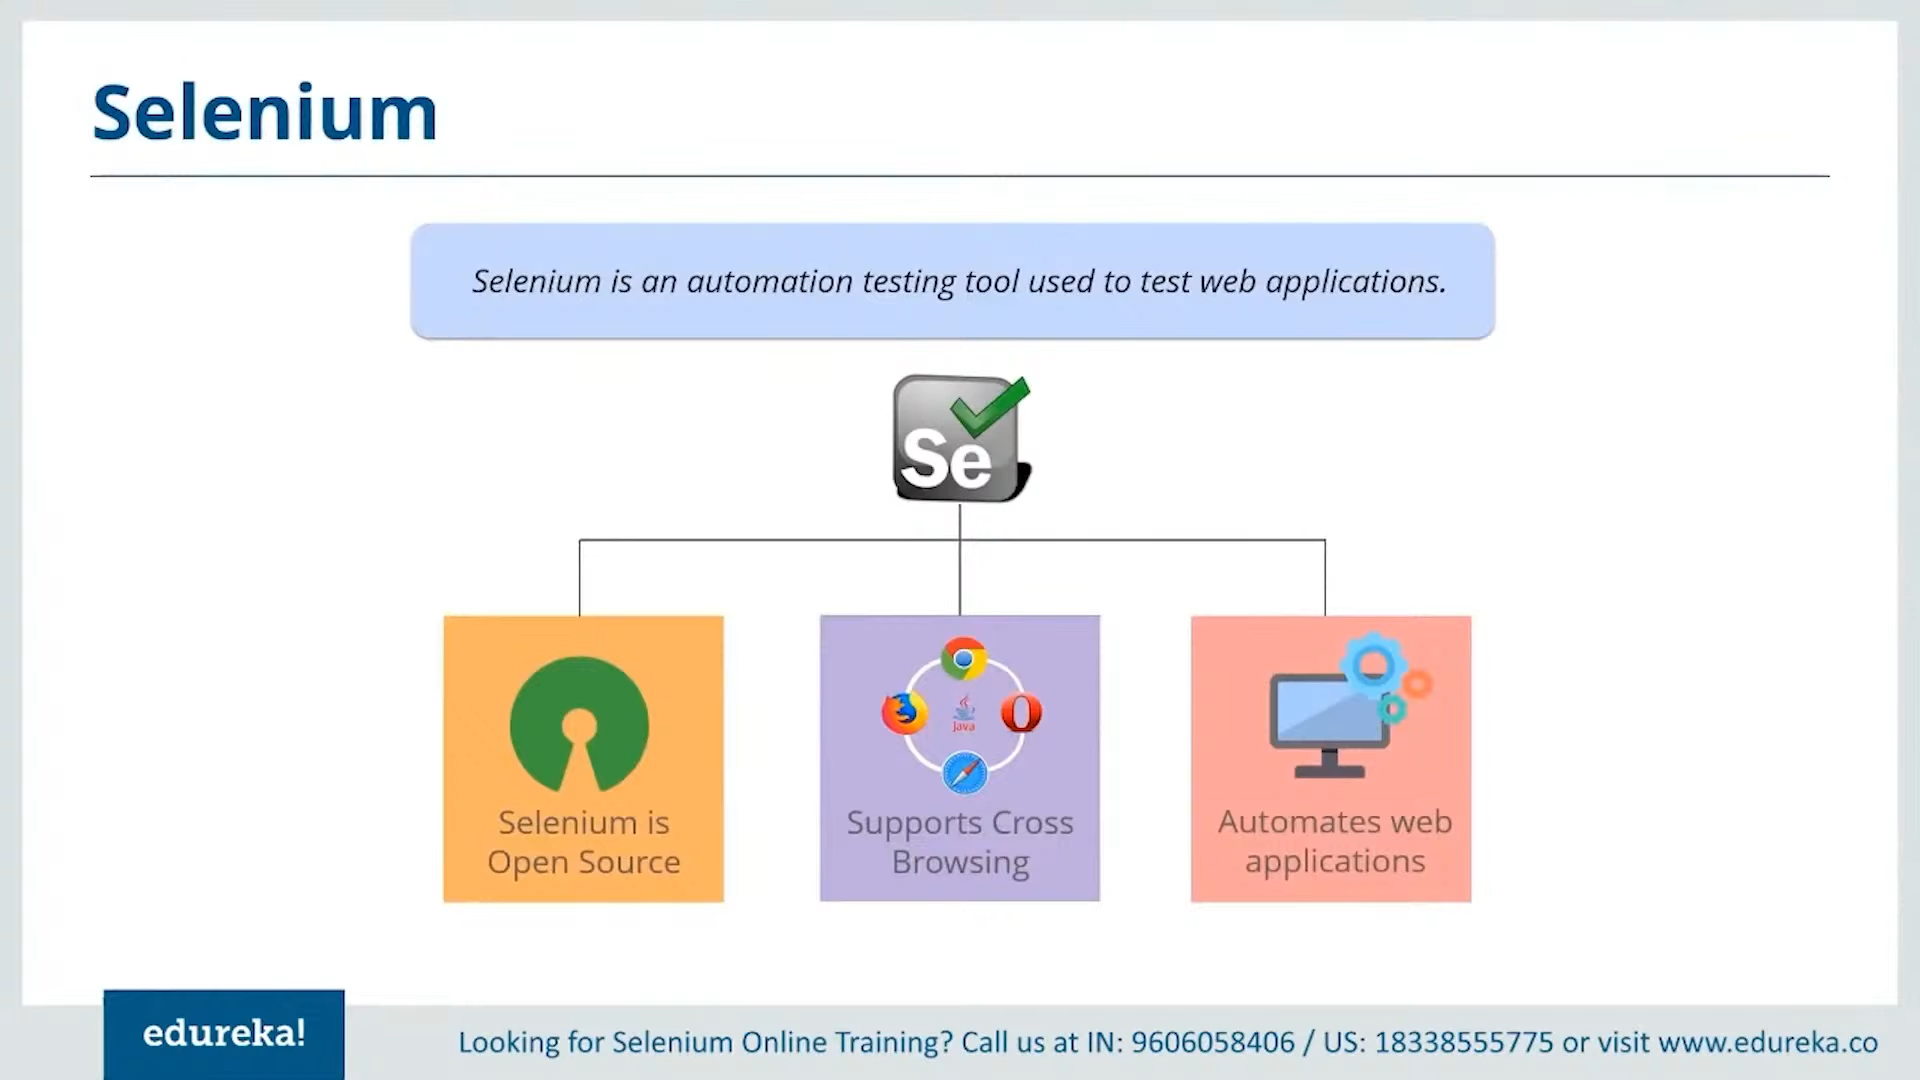 Selenium
Selenium is an automation testing tool used to test web applications.
Se
Java
Selenium is
Open Source
Supports Cross
Browsing
Automates web
applications
edureka!
Looking for Selenium Online Training? Call us at IN: 9606058406 / US: 18338555775 or visit www.edureka.co